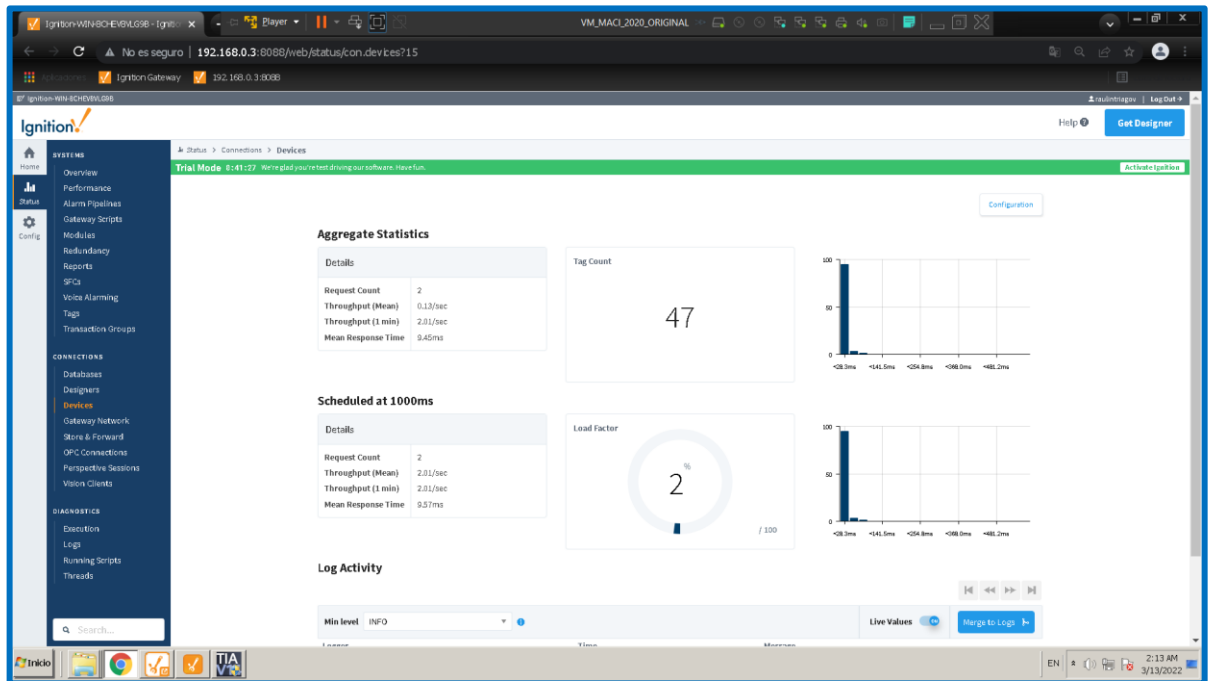 Ignition-WIN-8CHEV8VLG9B - Ignitio
Player
VM_MACI_2020_ORIGINAL
No es seguro | 192.168.0.3:8088/web/status/con.devices?15
Aplicaciones
Ignition Gateway
192.168.0.3:8088
Ignition-WIN-8CHEV8VLG9B
raulintriagov | Log Out
Ignition!
Help
Get Designer
Home
Status
Config
SYSTEMS
Overview
Performance
Alarm Pipelines
Gateway Scripts
Modules
Redundancy
Reports
SFCs
Voice Alarming
Tags
Transaction Groups
CONNECTIONS
Databases
Designers
Devices
Gateway Network
Store & Forward
OPC Connections
Perspective Sessions
Vision Clients
DIAGNOSTICS
Execution
Logs
Running Scripts
Threads
Search...
Status > Connections > Devices
Trial Mode 0:41:27 We're glad you're test driving our software. Have fun.
Activate Ignition
Configuration
Aggregate Statistics
Details
Request Count 2
Throughput (Mean) 0.13/sec
Throughput (1 min) 2.01/sec
Mean Response Time 9.45ms
Tag Count
47
100
50
0
<28.3ms <141.5ms <254.8ms <368.0ms <481.2ms
Scheduled at 1000ms
Details
Request Count 2
Throughput (Mean) 2.01/sec
Throughput (1 min) 2.01/sec
Mean Response Time 9.57ms
Load Factor
2 %
/ 100
100
50
0
<28.3ms <141.5ms <254.8ms <368.0ms <481.2ms
Log Activity
Min level INFO
Live Values ON
Merge to Logs
Logger Time Message
Inicio
TIA
EN
2:13 AM
3/13/2022